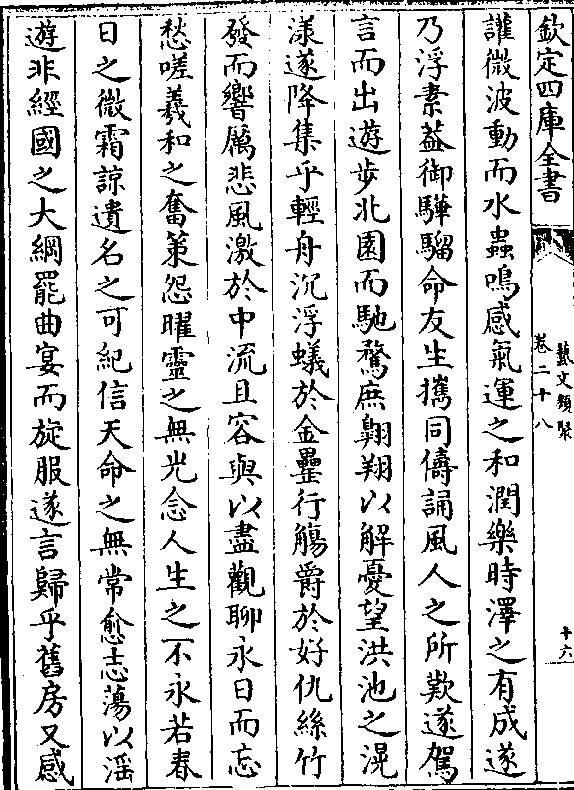 欽定四庫全書
藝文類聚
卷二十八
十六
讙微波動而水蟲鳴感氣運之和潤樂時澤之有成遂
乃浮素葢御驊騮命友生攜同儔誦風人之所歎遂駕
言而出遊步北園而馳騖庶翺翔以解憂望洪池之滉
漾遂降集乎輕舟沉浮蟻於金罍行觴爵於好仇絲竹
發而響厲悲風激於中流且容與以盡觀聊永日而忘
愁嗟羲和之奮策怨曜靈之無光念人生之不永若春
日之微霜諒遺名之可紀信天命之無常愈志蕩以滛
遊非經國之大綱罷曲宴而旋服遂言歸乎舊房又感